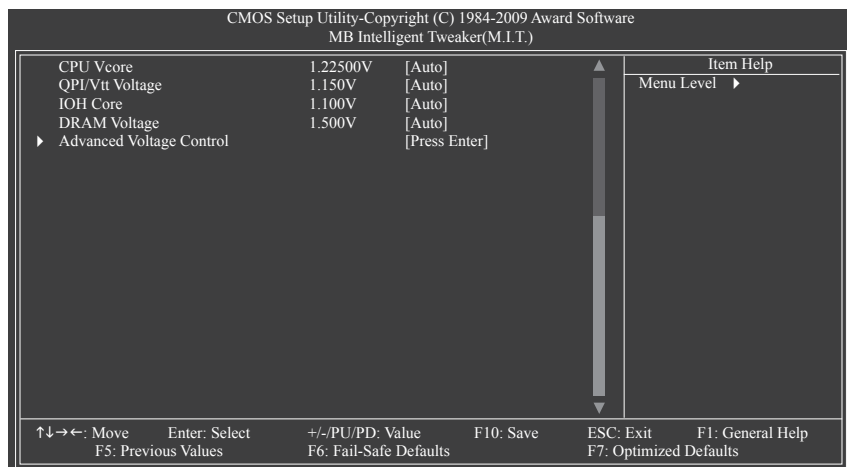 CMOS Setup Utility-Copyright (C) 1984-2009 Award Software
MB Intelligent Tweaker(M.I.T.)
CPU Vcore 1.22500V [Auto]
QPI/Vtt Voltage 1.150V [Auto]
IOH Core 1.100V [Auto]
DRAM Voltage 1.500V [Auto]
Advanced Voltage Control [Press Enter]
Item Help
Menu Level
↑↓→←: Move Enter: Select +/-/PU/PD: Value F10: Save ESC: Exit F1: General Help
F5: Previous Values F6: Fail-Safe Defaults F7: Optimized Defaults